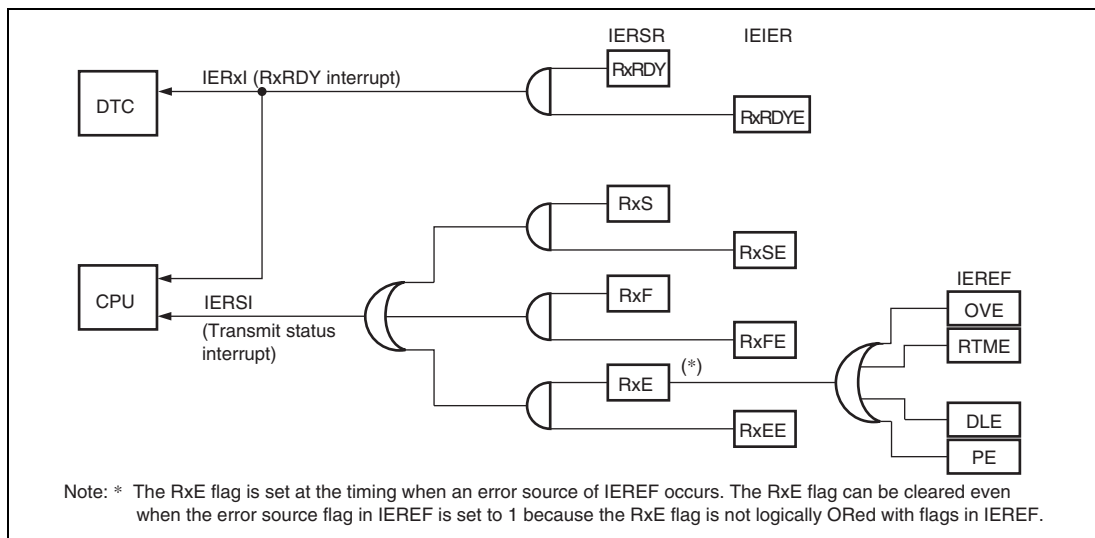 IERSR IEIER
RxRDY
IERxI (RxRDY interrupt)
DTC
RxRDYE
RxS
RxSE
CPU
IERSI
(Transmit status
interrupt)
RxF
RxFE
IEREF
OVE
RTME
(*)
RxE
RxEE
DLE
PE
Note: * The RxE flag is set at the timing when an error source of IEREF occurs. The RxE flag can be cleared even
when the error source flag in IEREF is set to 1 because the RxE flag is not logically ORed with flags in IEREF.